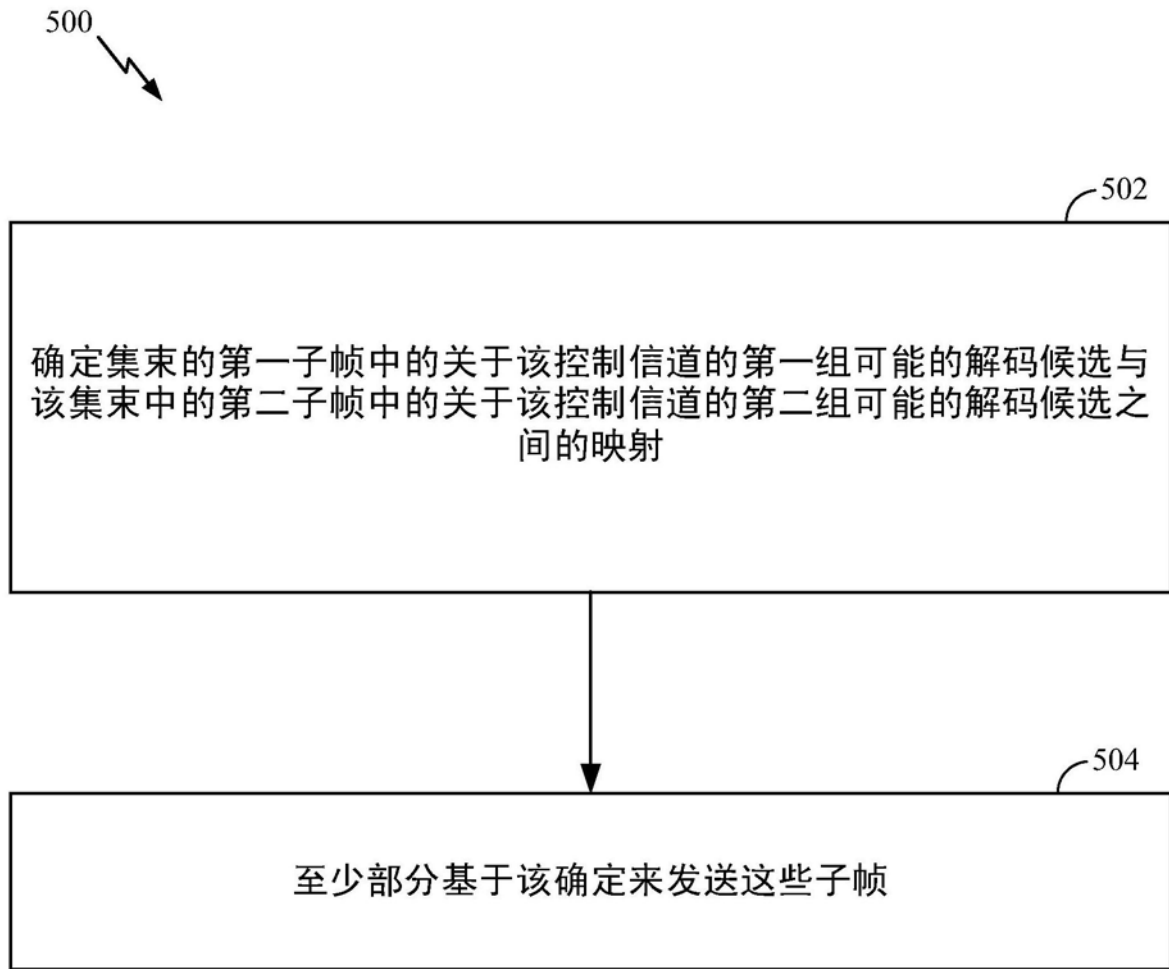 500
502
确定集束的第一子帧中的关于该控制信道的第一组可能的解码候选与
该集束中的第二子帧中的关于该控制信道的第二组可能的解码候选之
间的映射
504
至少部分基于该确定来发送这些子帧